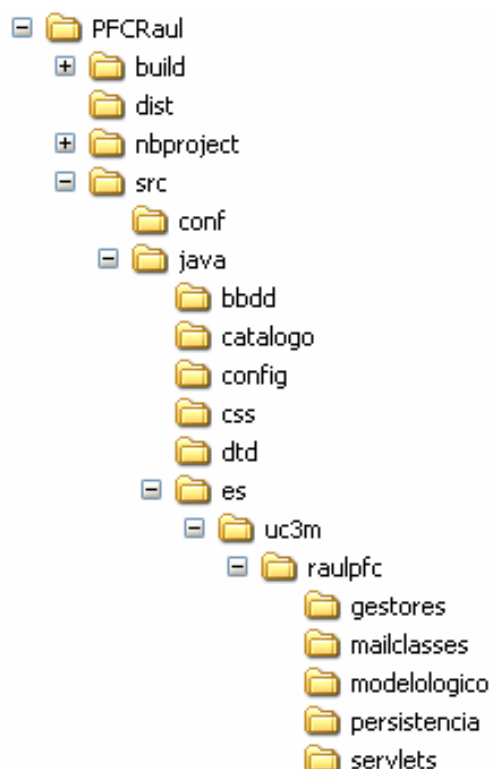 PFCRaul
build
dist
nbproject
src
conf
java
bbdd
catalogo
config
css
dtd
es
uc3m
raulpfc
gestores
mailclasses
modelologico
persistencia
servlets